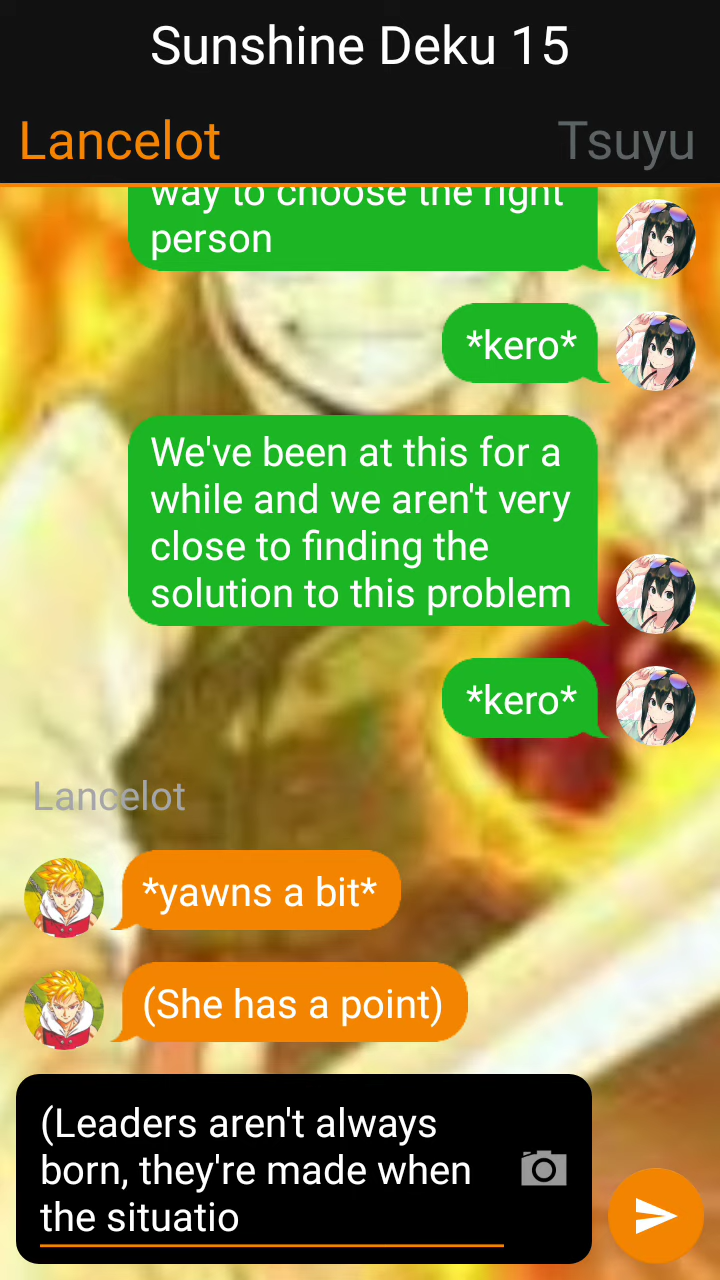 Sunshine Deku 15
Lancelot Tsuyu
way to choose the right
person
*kero*
We've been at this for a
while and we aren't very
close to finding the
solution to this problem
*kero*
Lancelot
*yawns a bit*
(She has a point)
(Leaders aren't always
born, they're made when
the situatio